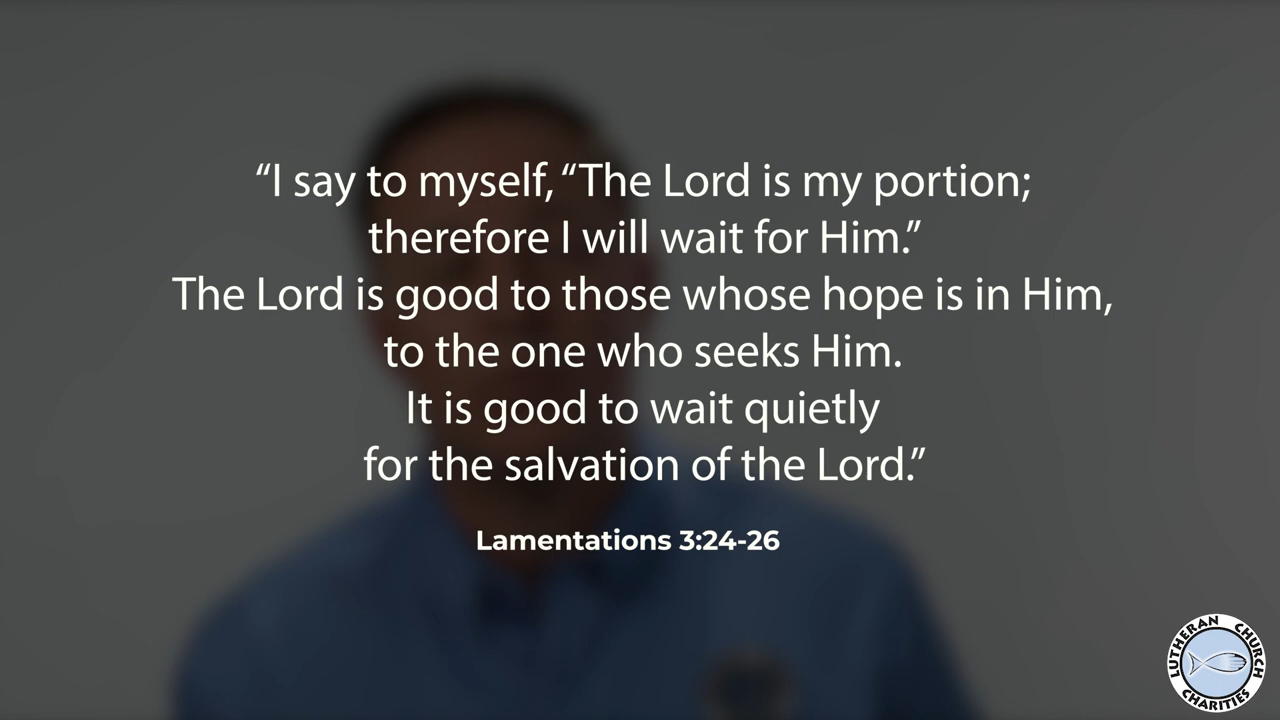 “I say to myself, “The Lord is my portion;
therefore I will wait for Him.”
The Lord is good to those whose hope is in Him,
to the one who seeks Him.
It is good to wait quietly
for the salvation of the Lord.”
Lamentations 3:24-26
LUTHERAN CHURCH
CHARITIES